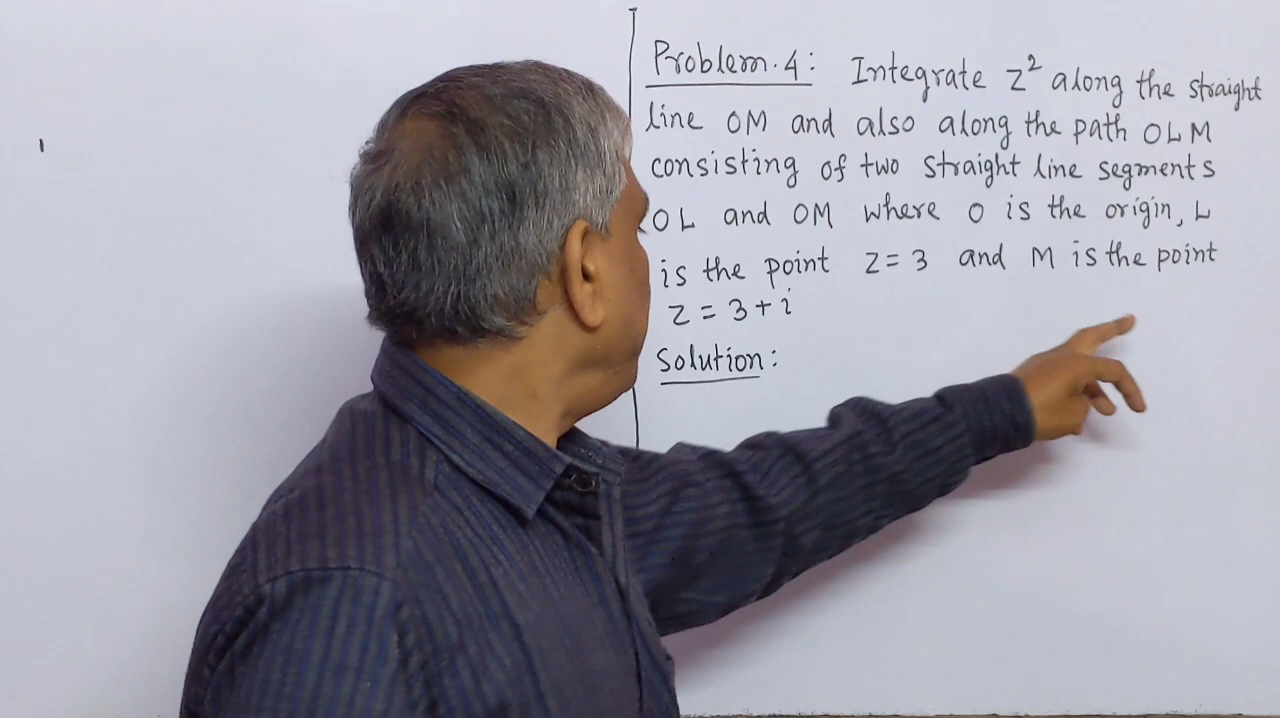 Problem.4: Integrate z² along the straight
line OM and also along the path OLM
consisting of two straight line segments
OL and OM where O is the origin, L
is the point z=3 and M is the point
z = 3+i
Solution: